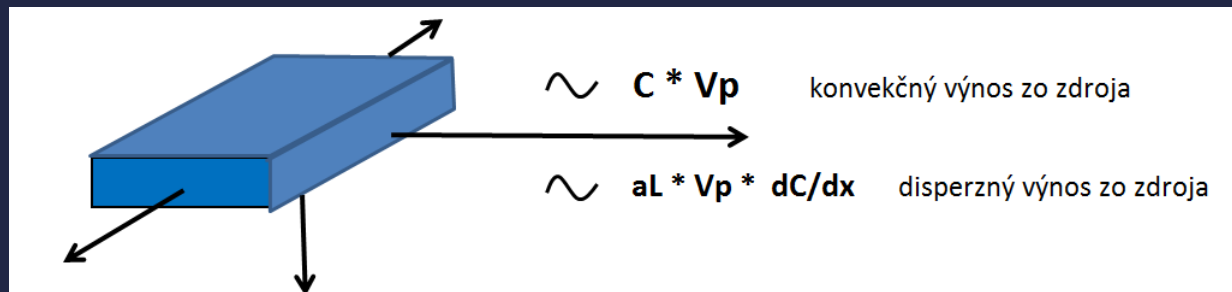 ∼ C * Vp konvekčný výnos zo zdroja
∼ aL * Vp * dC/dx disperzný výnos zo zdroja